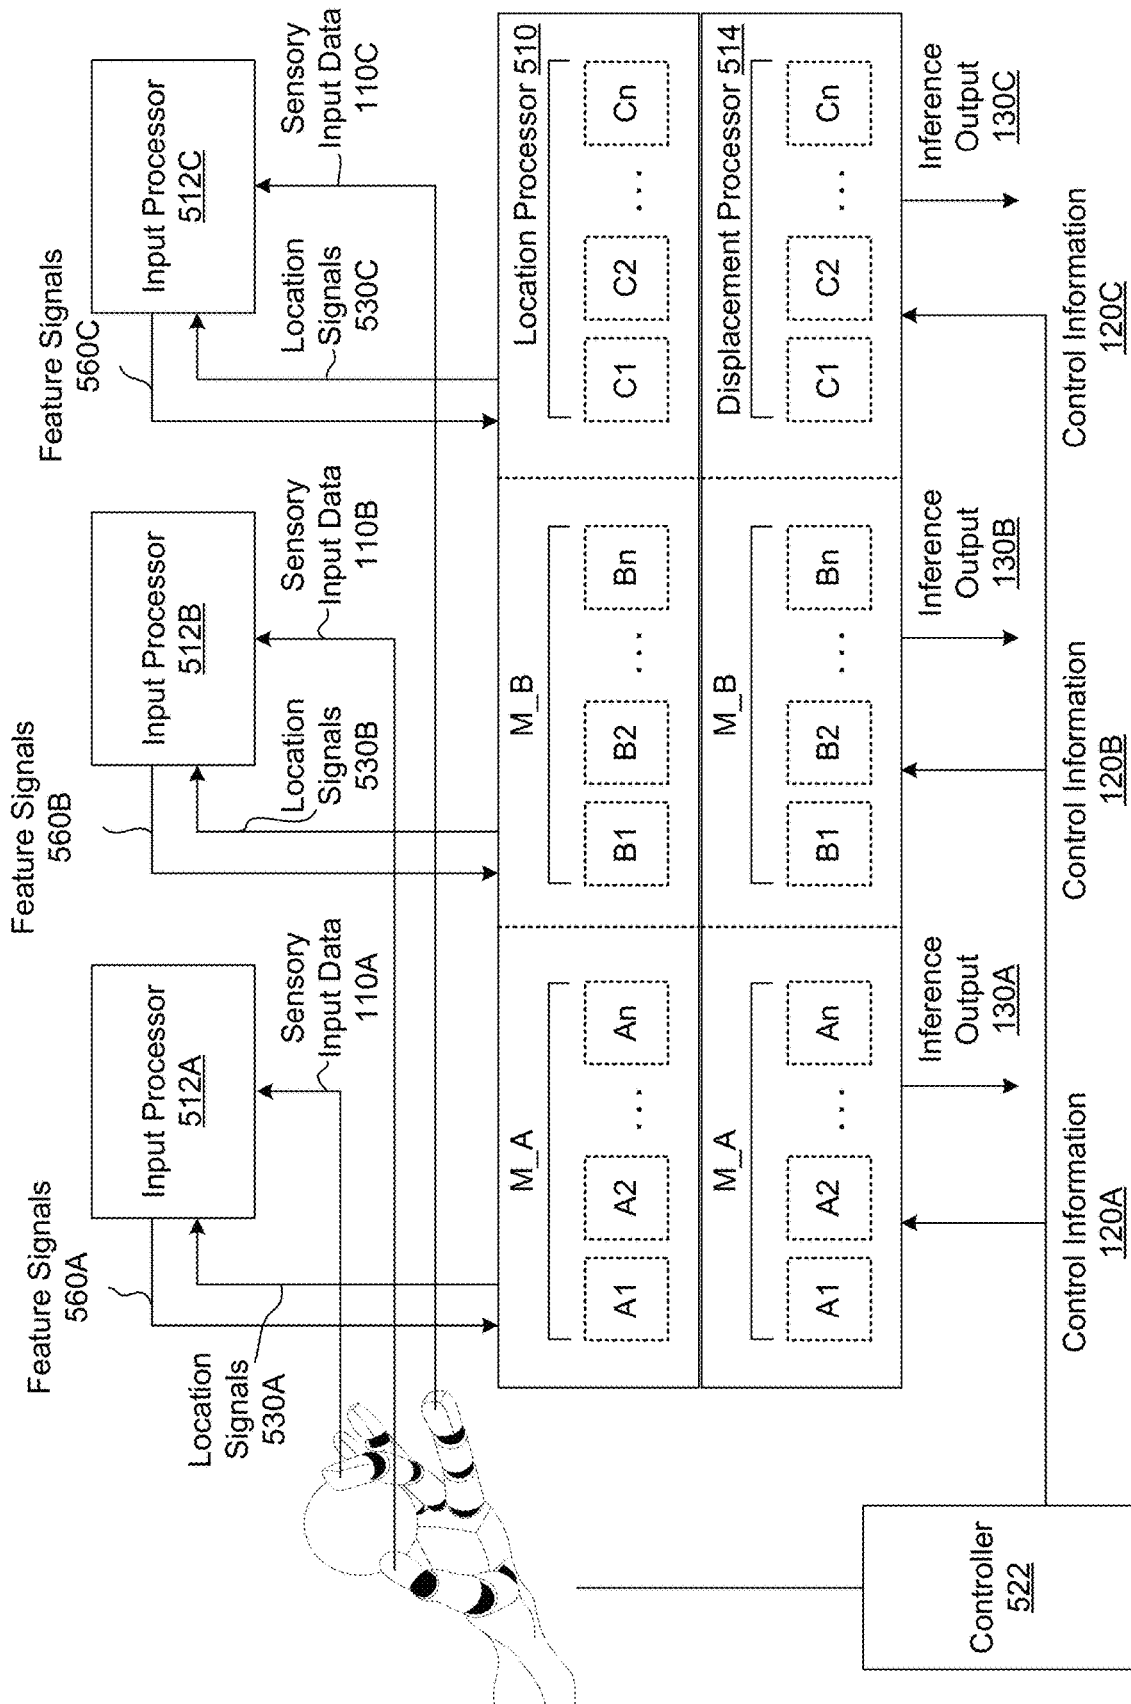 Feature Signals
560A
Input Processor
512A
Location
Signals
530A
Sensory
Input Data
110A
Feature Signals
560B
Input Processor
512B
Location
Signals
530B
Sensory
Input Data
110B
Feature Signals
560C
Input Processor
512C
Location
Signals
530C
Sensory
Input Data
110C
M_A
A1 A2 ... An
M_B
B1 B2 ... Bn
Location Processor 510
C1 C2 ... Cn
M_A
A1 A2 ... An
M_B
B1 B2 ... Bn
Displacement Processor 514
C1 C2 ... Cn
Inference
Output
130A
Inference
Output
130B
Inference
Output
130C
Controller
522
Control Information
120A
Control Information
120B
Control Information
120C